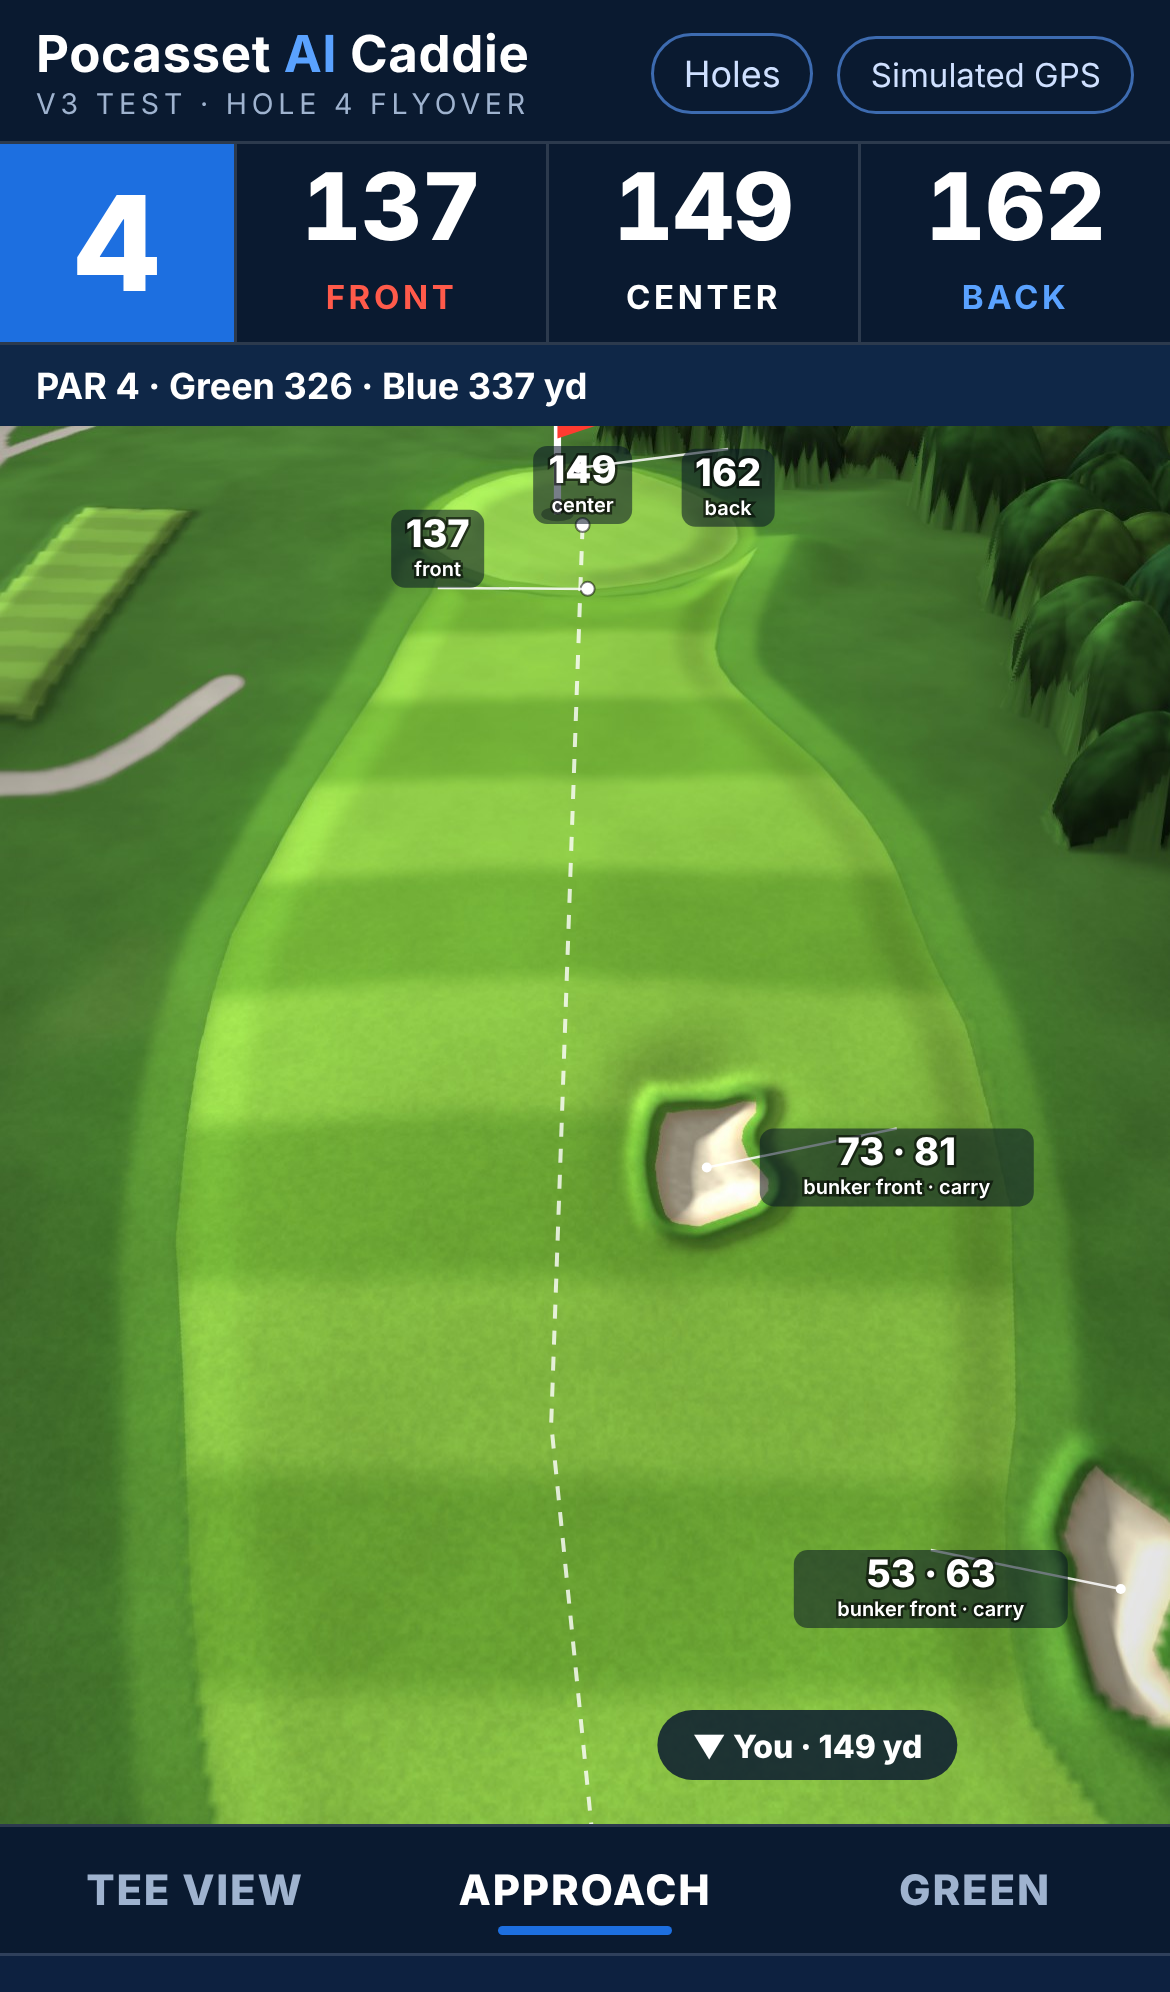 Pocasset AI Caddie
V3 TEST · HOLE 4 FLYOVER
Holes
Simulated GPS
4
137
FRONT
149
CENTER
162
BACK
PAR 4 · Green 326 · Blue 337 yd
149
center
162
back
137
front
73 · 81
bunker front · carry
53 · 63
bunker front · carry
▼ You · 149 yd
TEE VIEW
APPROACH
GREEN